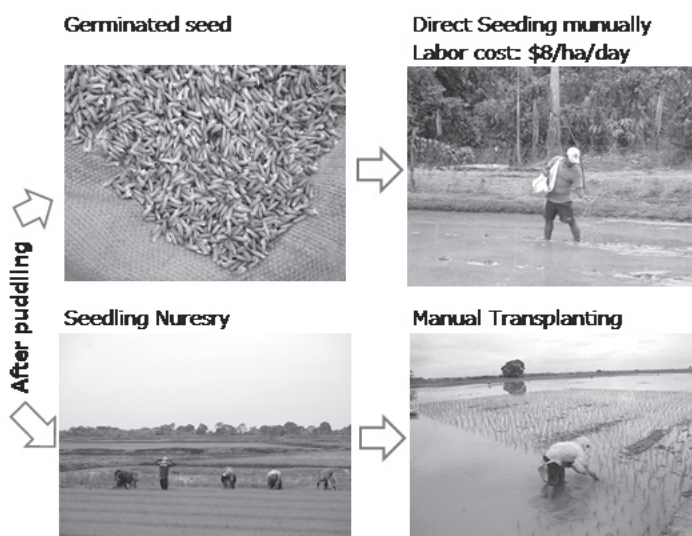 Germinated seed
Direct Seeding munually
Labor cost: $8/ha/day
After puddling
Seedling Nuresry
Manual Transplanting